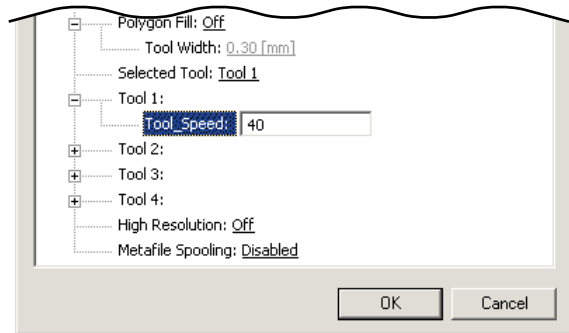 Polygon Fill: Off
Tool Width: 0.30 [mm]
Selected Tool: Tool 1
Tool 1:
Tool_Speed: 40
Tool 2:
Tool 3:
Tool 4:
High Resolution: Off
Metafile Spooling: Disabled
OK Cancel